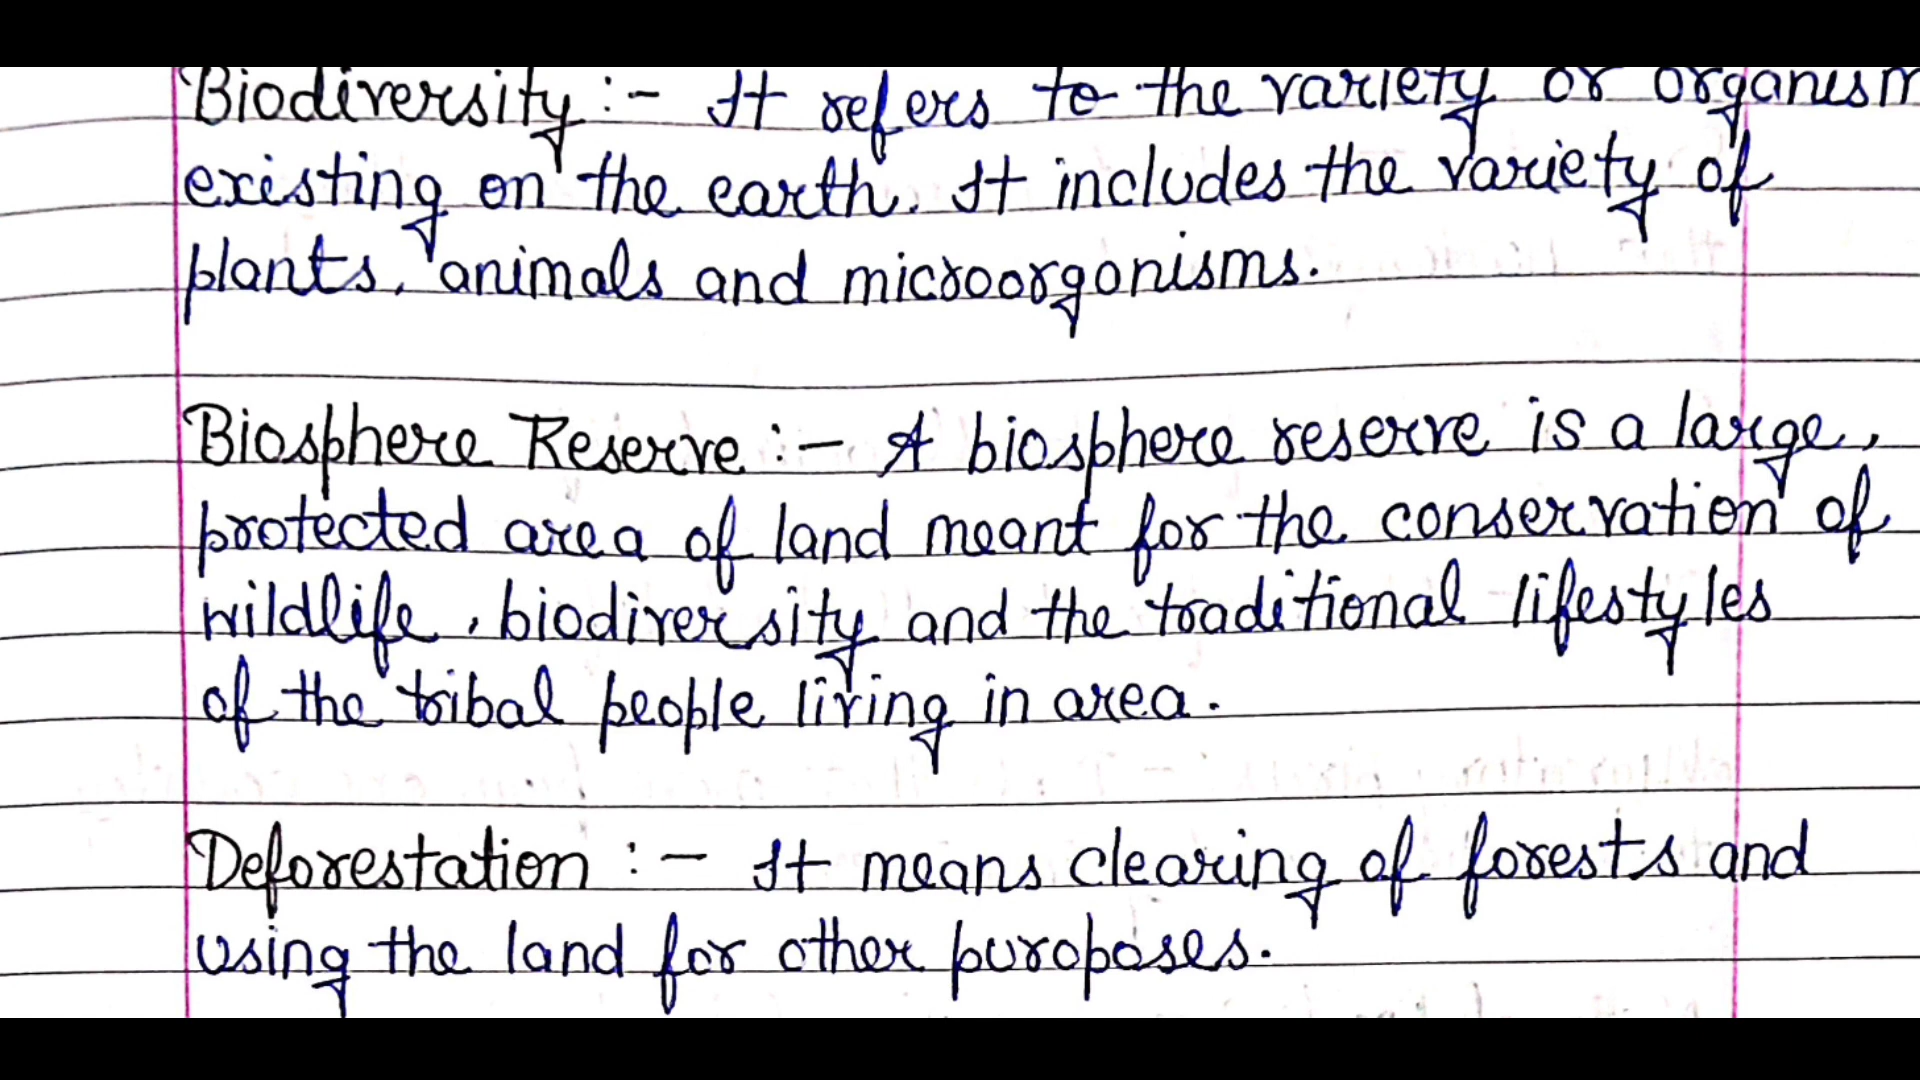 Biodiversity :- It refers to the variety of organism
existing on the earth. It includes the variety of
plants, animals and microorganisms.
Biosphere Reserve :- A biosphere reserve is a large,
protected area of land meant for the conservation of
wildlife, biodiversity and the traditional lifestyles
of the tribal people living in area.
Deforestation :- It means clearing of forests and
using the land for other purposes.